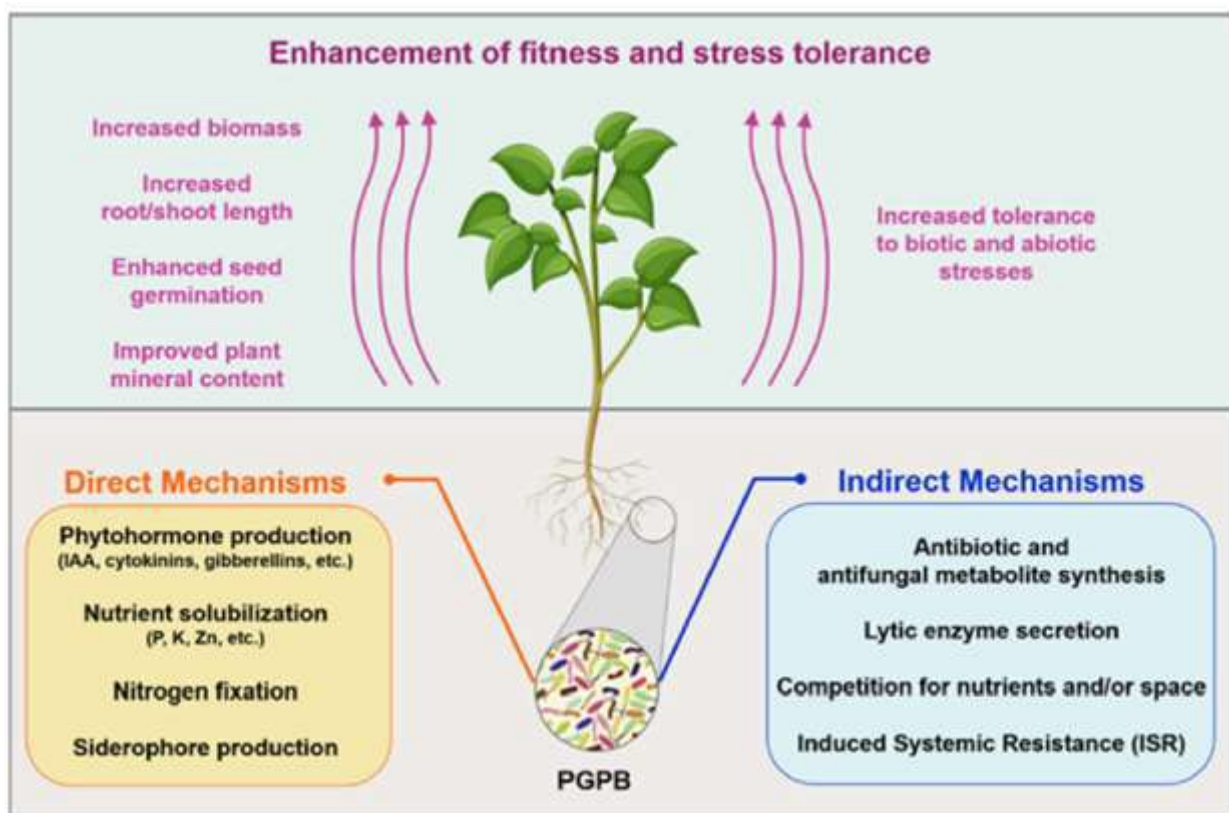 Enhancement of fitness and stress tolerance
Increased biomass
Increased
root/shoot length
Enhanced seed
germination
Improved plant
mineral content
Increased tolerance
to biotic and abiotic
stresses
Direct Mechanisms
Phytohormone production
(IAA, cytokinins, gibberellins, etc.)
Nutrient solubilization
(P, K, Zn, etc.)
Nitrogen fixation
Siderophore production
PGPB
Indirect Mechanisms
Antibiotic and
antifungal metabolite synthesis
Lytic enzyme secretion
Competition for nutrients and/or space
Induced Systemic Resistance (ISR)